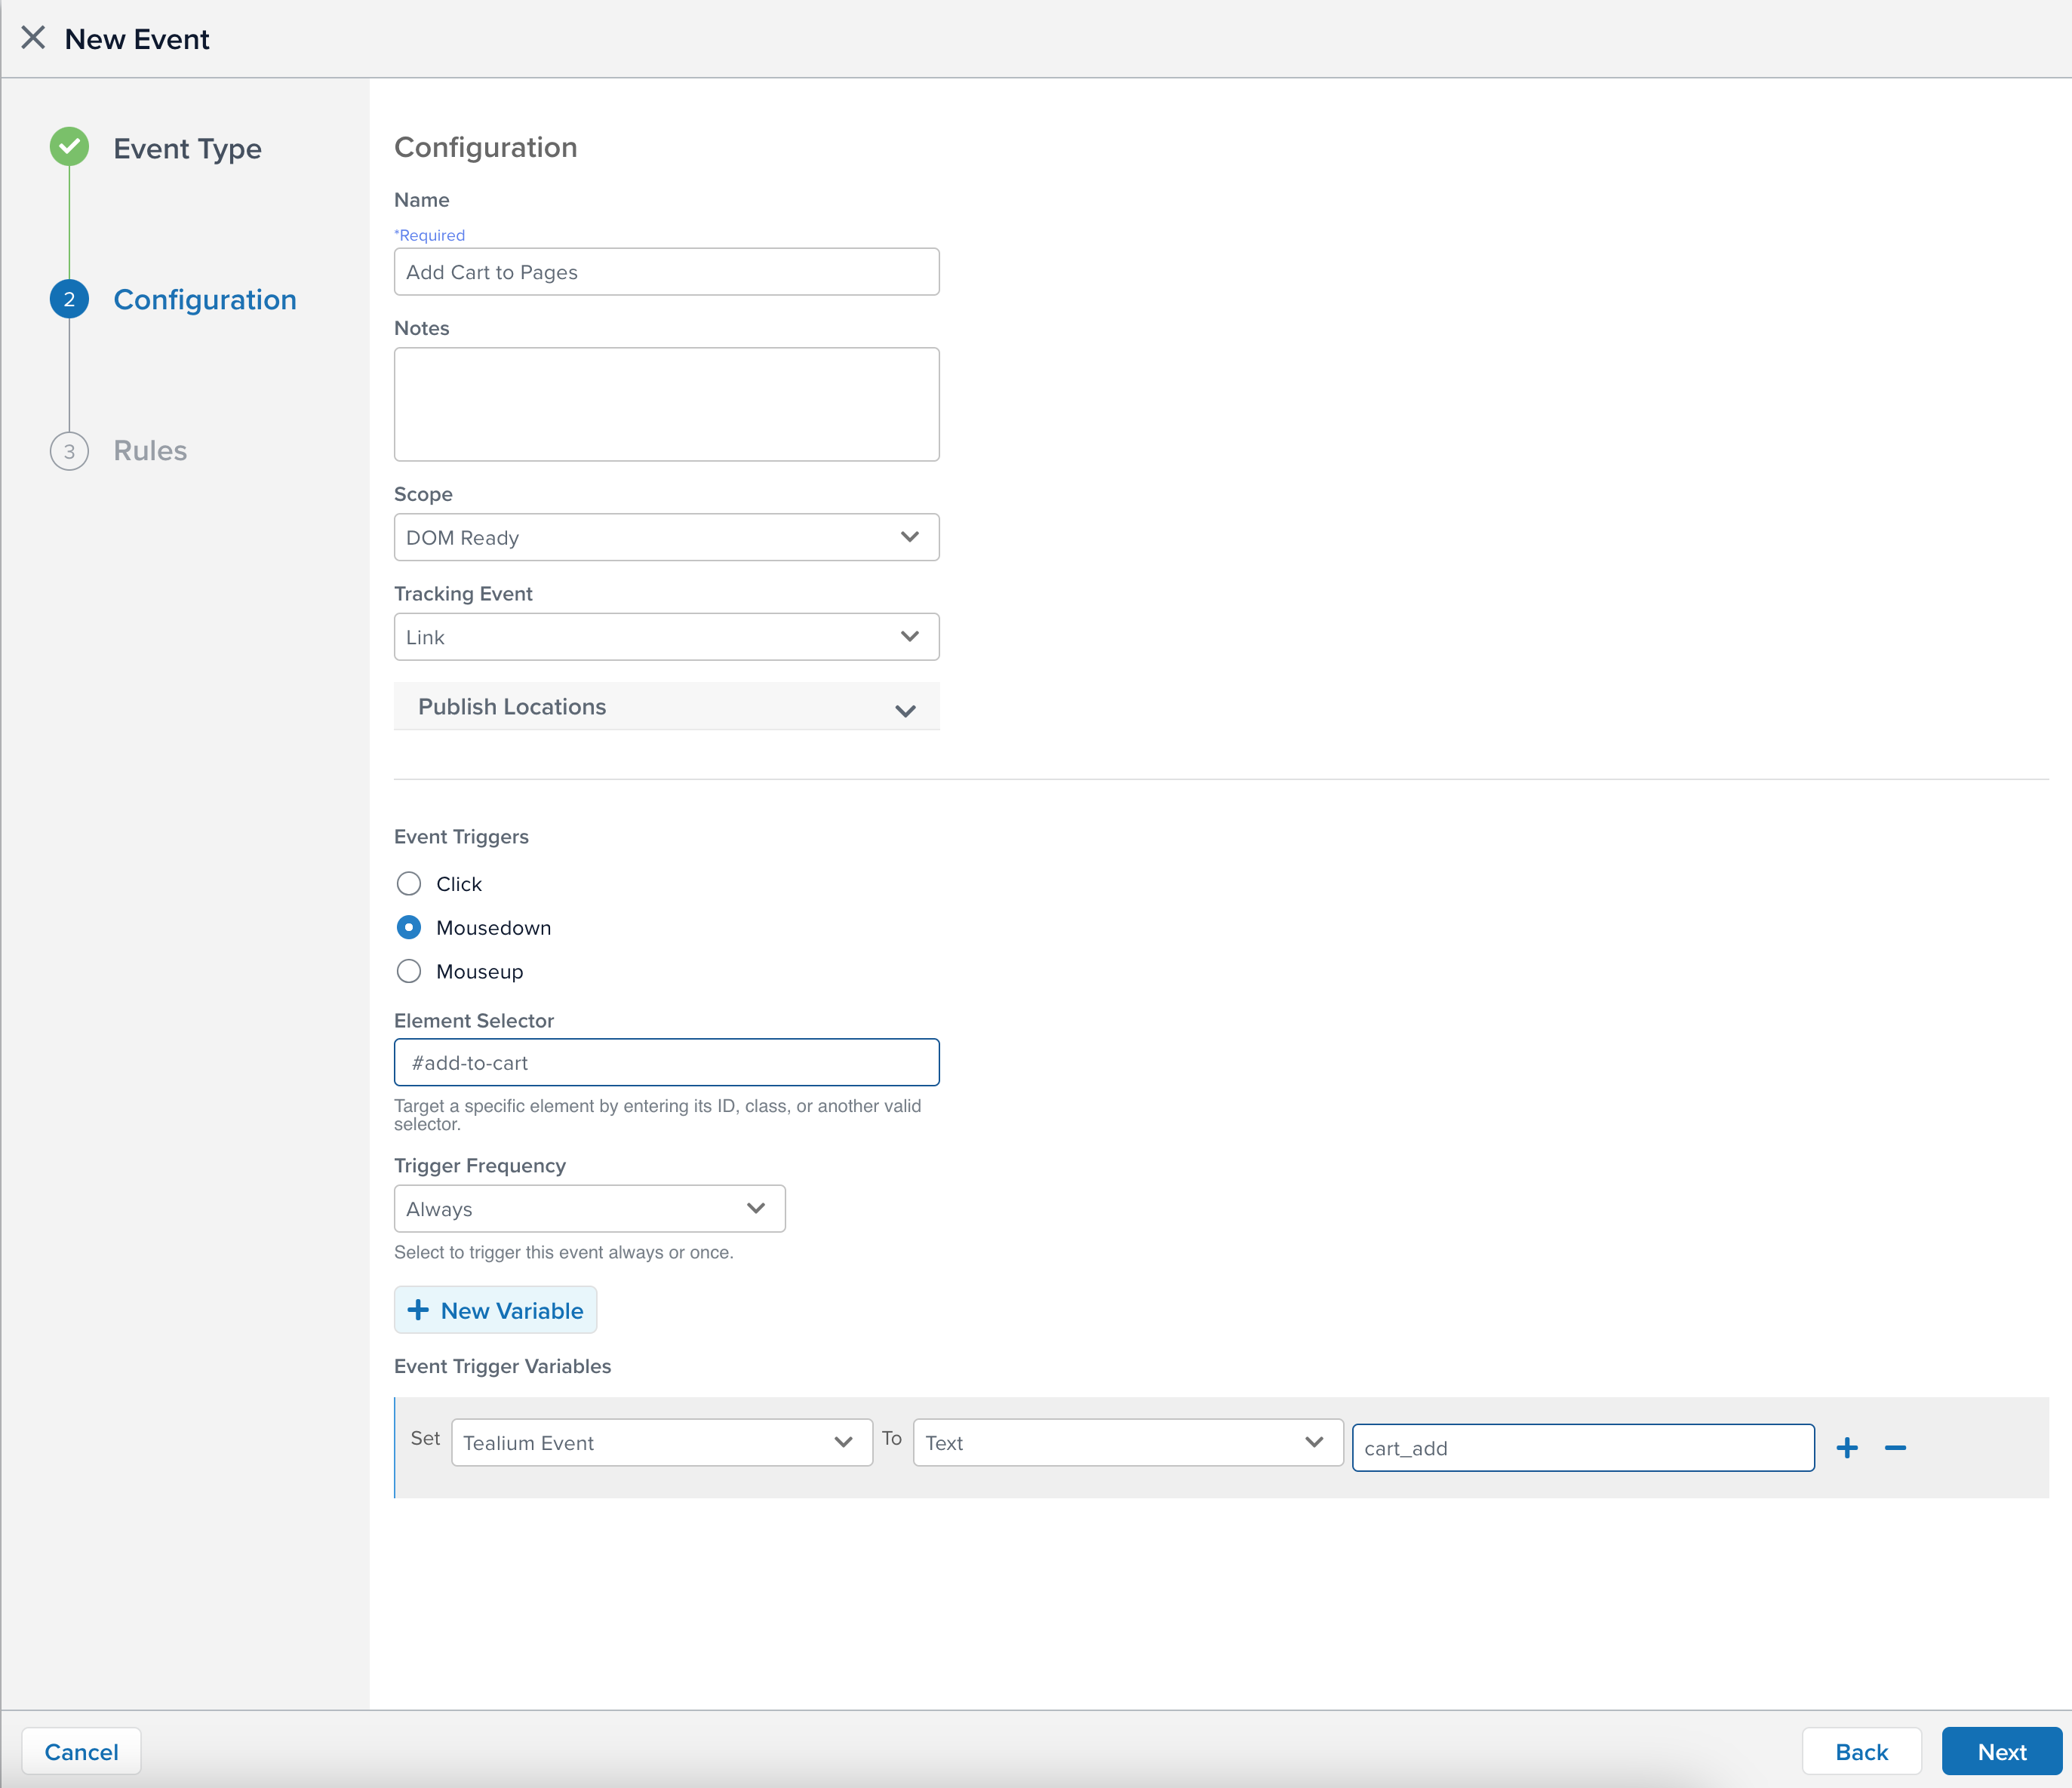 New Event
Event Type
2 Configuration
3 Rules
Configuration
Name
*Required
Add Cart to Pages
Notes
Scope
DOM Ready
Tracking Event
Link
Publish Locations
Event Triggers
Click
Mousedown
Mouseup
Element Selector
#add-to-cart
Target a specific element by entering its ID, class, or another valid
selector.
Trigger Frequency
Always
Select to trigger this event always or once.
+ New Variable
Event Trigger Variables
Set Tealium Event To Text cart_add + −
Cancel Back Next